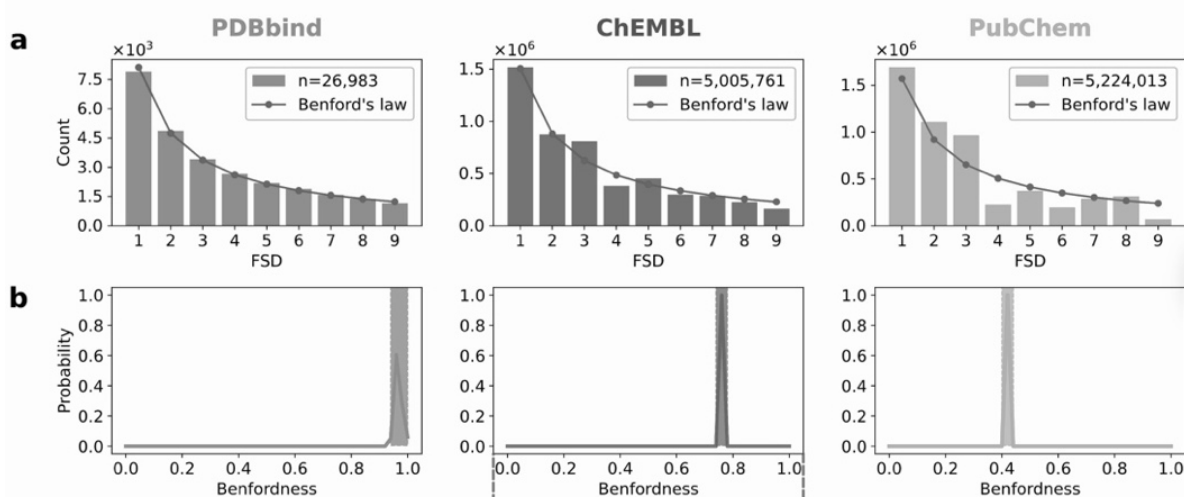 PDBbind ChEMBL PubChem
a
×10³ ×10⁶ ×10⁶
Count
7.5
6.0
4.5
3.0
1.5
0.0
n=26,983
Benford's law
1 2 3 4 5 6 7 8 9
FSD
1.5
1.0
0.5
0.0
n=5,005,761
Benford's law
1 2 3 4 5 6 7 8 9
FSD
1.5
1.0
0.5
0.0
n=5,224,013
Benford's law
1 2 3 4 5 6 7 8 9
FSD
b
Probability
1.0
0.8
0.6
0.4
0.2
0.0
0.0 0.2 0.4 0.6 0.8 1.0
Benfordness
1.0
0.8
0.6
0.4
0.2
0.0
0.0 0.2 0.4 0.6 0.8 1.0
Benfordness
1.0
0.8
0.6
0.4
0.2
0.0
0.0 0.2 0.4 0.6 0.8 1.0
Benfordness